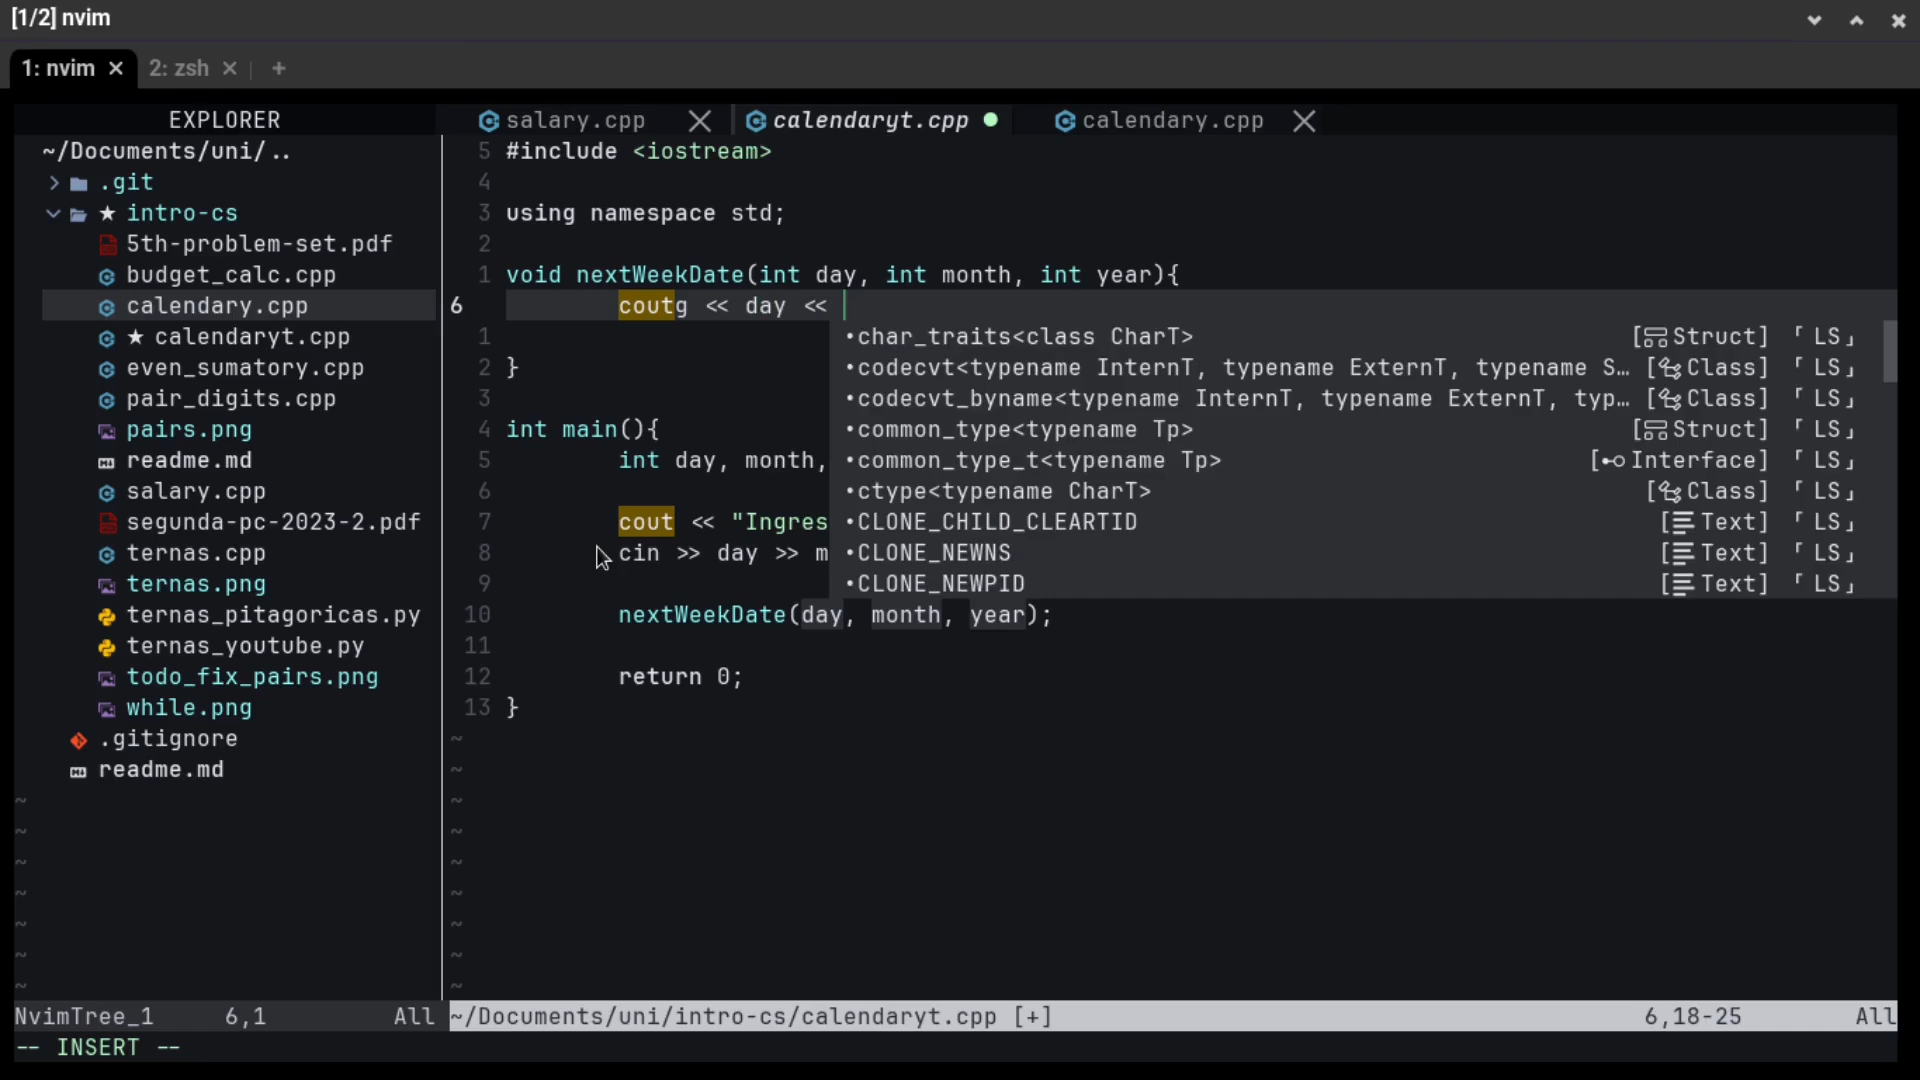 [1/2] nvim
1: nvim × 2: zsh × | +
EXPLORER
~/Documents/uni/..
.git
intro-cs
5th-problem-set.pdf
budget_calc.cpp
calendary.cpp
calendaryt.cpp
even_sumatory.cpp
pair_digits.cpp
pairs.png
readme.md
salary.cpp
segunda-pc-2023-2.pdf
ternas.cpp
ternas.png
ternas_pitagoricas.py
ternas_youtube.py
todo_fix_pairs.png
while.png
.gitignore
readme.md
~
~
~
~
~
~
~
NvimTree_1 6,1 All
salary.cpp calendaryt.cpp calendary.cpp
5 #include <iostream>
4
3 using namespace std;
2
1 void nextWeekDate(int day, int month, int year){
6 coutg << day <<
1
2 }
3
4 int main(){
5 int day, month,
6
7 cout << "Ingres
8 cin >> day >> m
9
10 nextWeekDate(day, month, year);
11
12 return 0;
13 }
~
~
~
~
~
~
~
~
~
•char_traits<class CharT> [Struct] 「LS」
•codecvt<typename InternT, typename ExternT, typename S… [Class] 「LS」
•codecvt_byname<typename InternT, typename ExternT, typ… [Class] 「LS」
•common_type<typename Tp> [Struct] 「LS」
•common_type_t<typename Tp> [Interface] 「LS」
•ctype<typename CharT> [Class] 「LS」
•CLONE_CHILD_CLEARTID [Text] 「LS」
•CLONE_NEWNS [Text] 「LS」
•CLONE_NEWPID [Text] 「LS」
~/Documents/uni/intro-cs/calendaryt.cpp [+] 6,18-25 All
-- INSERT --